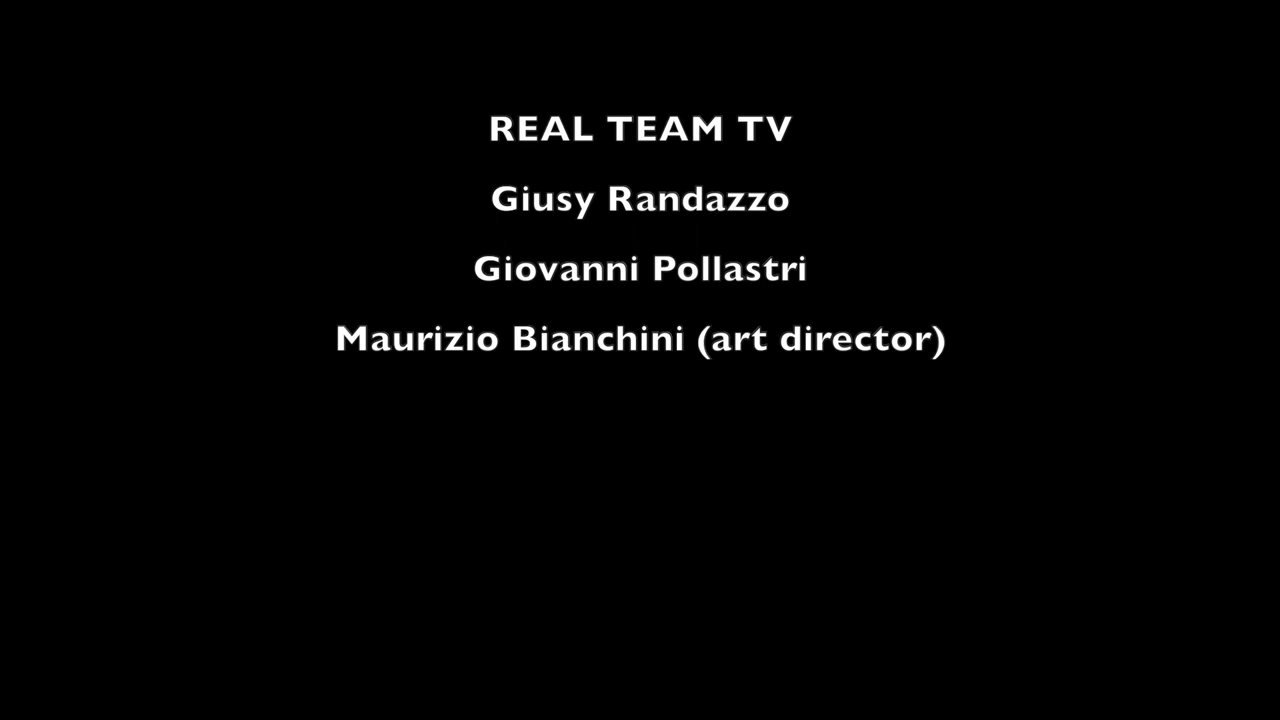 REAL TEAM TV
Giusy Randazzo
Giovanni Pollastri
Maurizio Bianchini (art director)